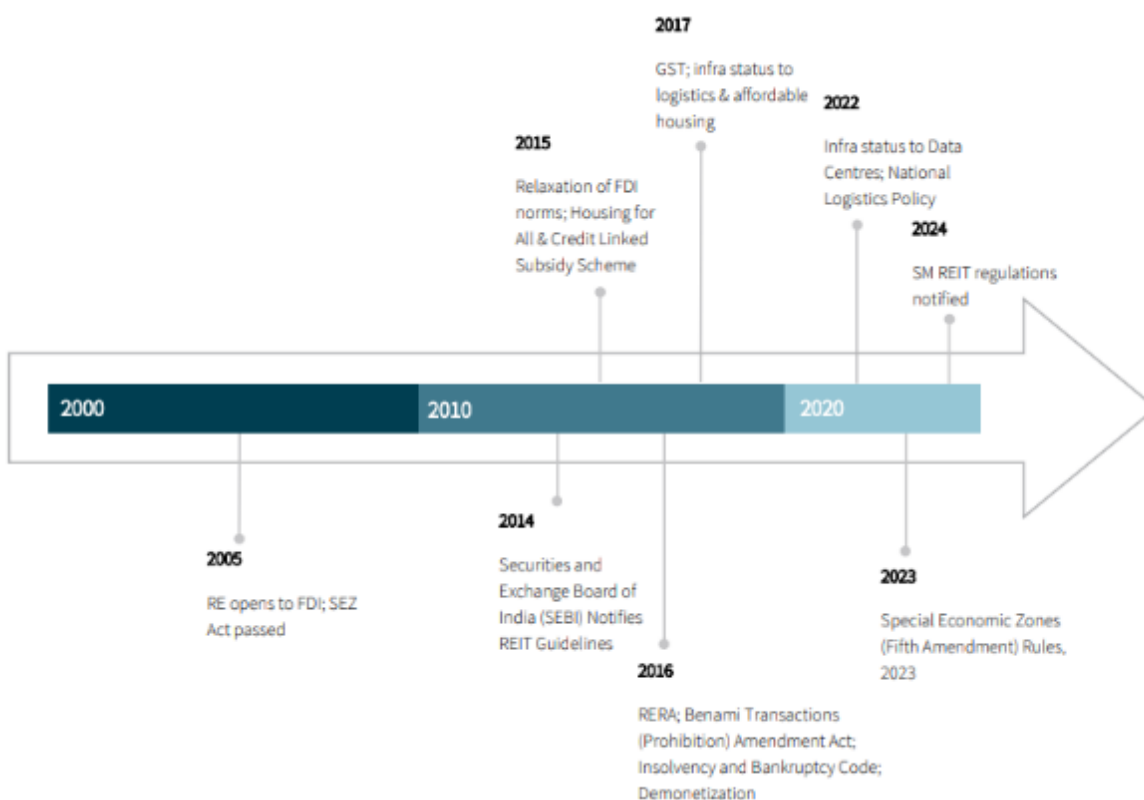 2017
GST; infra status to
logistics & affordable
housing
2022
Infra status to Data
Centres; National
Logistics Policy
2015
Relaxation of FDI
norms; Housing for
All & Credit Linked
Subsidy Scheme
2024
SM REIT regulations
notified
2000
2010
2020
2005
RE opens to FDI; SEZ
Act passed
2014
Securities and
Exchange Board of
India (SEBI) Notifies
REIT Guidelines
2016
RERA; Benami Transactions
(Prohibition) Amendment Act;
Insolvency and Bankruptcy Code;
Demonetization
2023
Special Economic Zones
(Fifth Amendment) Rules,
2023